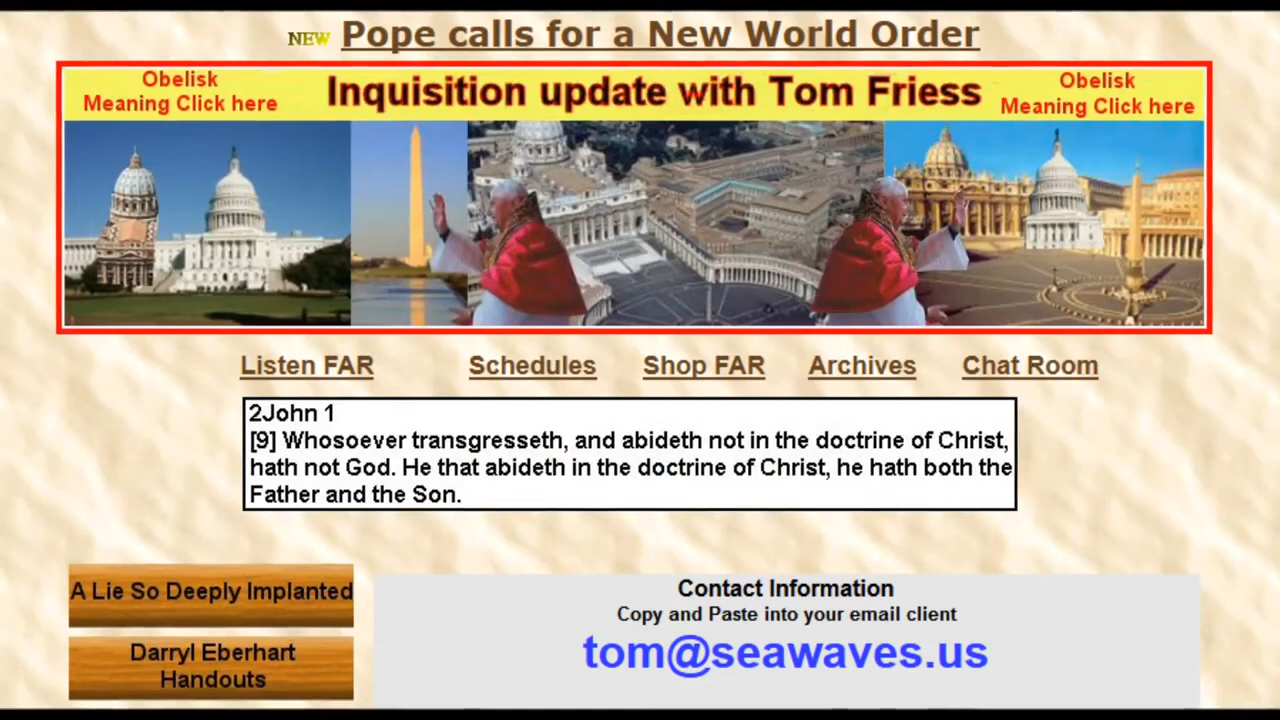 NEW Pope calls for a New World Order
Obelisk
Meaning Click here
Inquisition update with Tom Friess
Obelisk
Meaning Click here
Listen FAR Schedules Shop FAR Archives Chat Room
2John 1
[9] Whosoever transgresseth, and abideth not in the doctrine of Christ,
hath not God. He that abideth in the doctrine of Christ, he hath both the
Father and the Son.
A Lie So Deeply Implanted
Darryl Eberhart
Handouts
Contact Information
Copy and Paste into your email client
tom@seawaves.us